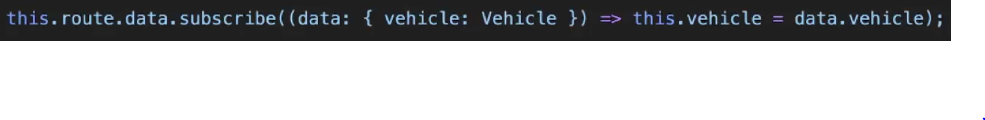 this.route.data.subscribe((data: { vehicle: Vehicle }) => this.vehicle = data.vehicle);